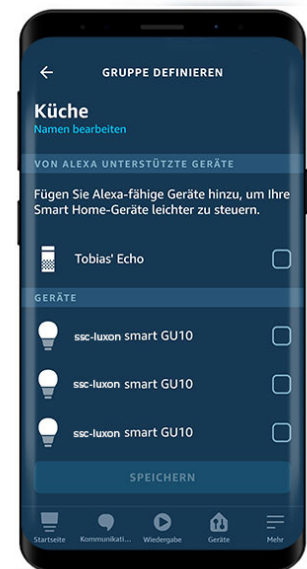 GRUPPE DEFINIEREN
Küche
Namen bearbeiten
VON ALEXA UNTERSTÜTZTE GERÄTE
Fügen Sie Alexa-fähige Geräte hinzu, um Ihre
Smart Home-Geräte leichter zu steuern.
Tobias' Echo
GERÄTE
ssc-luxon smart GU10
ssc-luxon smart GU10
ssc-luxon smart GU10
SPEICHERN
Startseite Kommunikati... Wiedergabe Geräte Mehr